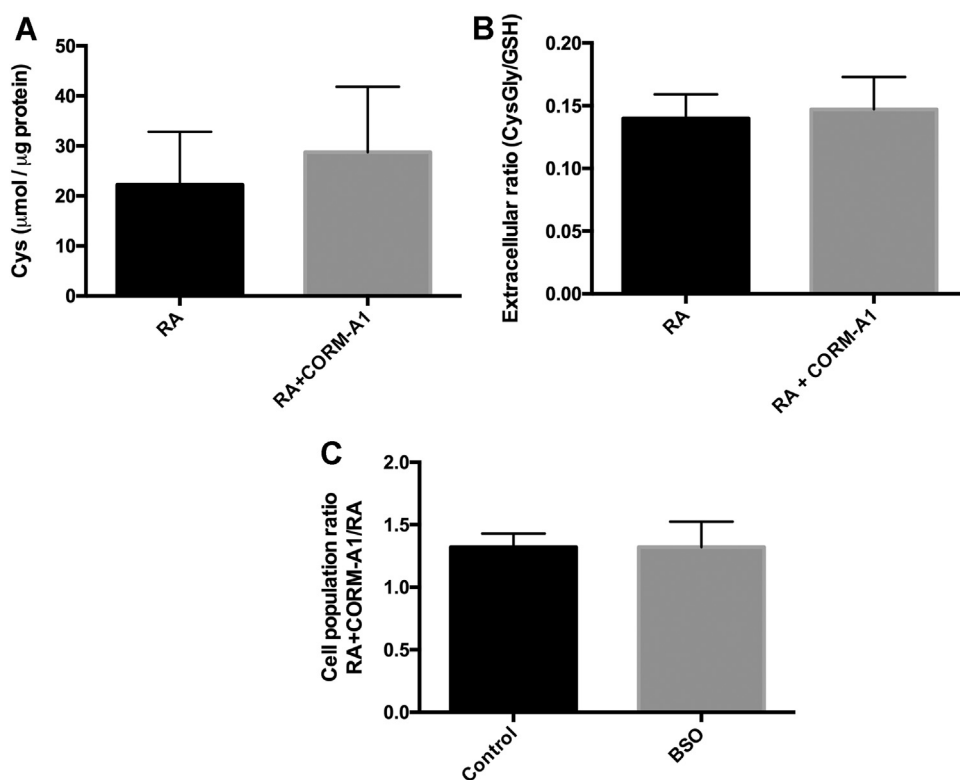 A
Cys (μmol / μg protein)
50
40
30
20
10
0
RA
RA+CORM-A1
B
Extracellular ratio (CysGly/GSH)
0.20
0.15
0.10
0.05
0.00
RA
RA + CORM-A1
C
Cell population ratio
RA+CORM-A1/RA
2.0
1.5
1.0
0.5
0.0
Control
BSO